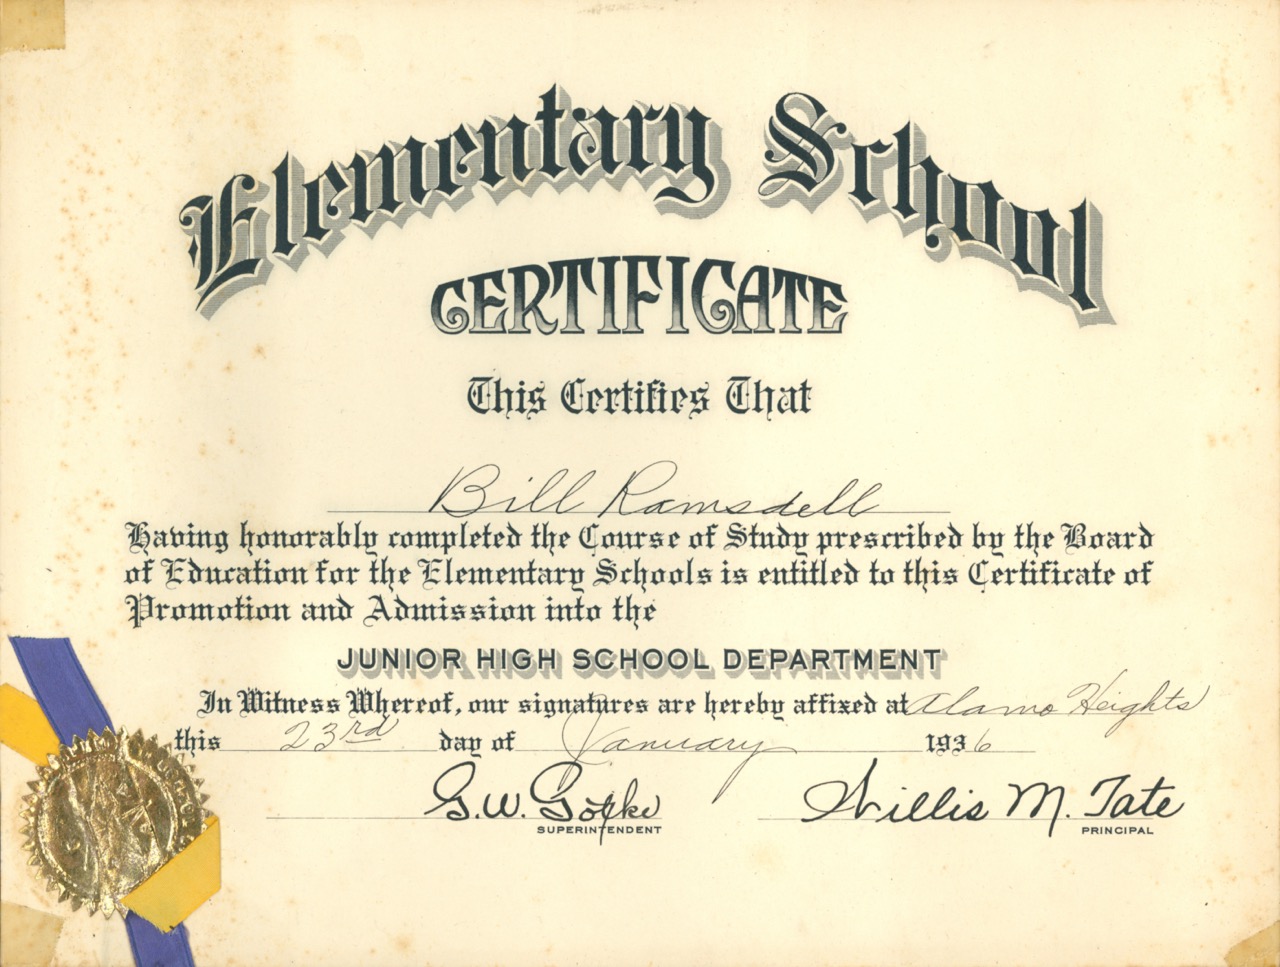 Elementary School
CERTIFICATE
This Certifies That
Bill Ramsdell
Having honorably completed the Course of Study prescribed by the Board
of Education for the Elementary Schools is entitled to this Certificate of
Promotion and Admission into the
JUNIOR HIGH SCHOOL DEPARTMENT
In Witness Whereof, our signatures are hereby affixed at Alamo Heights
this 23rd day of January 1936
G. W. Willis M. Tate
SUPERINTENDENT PRINCIPAL